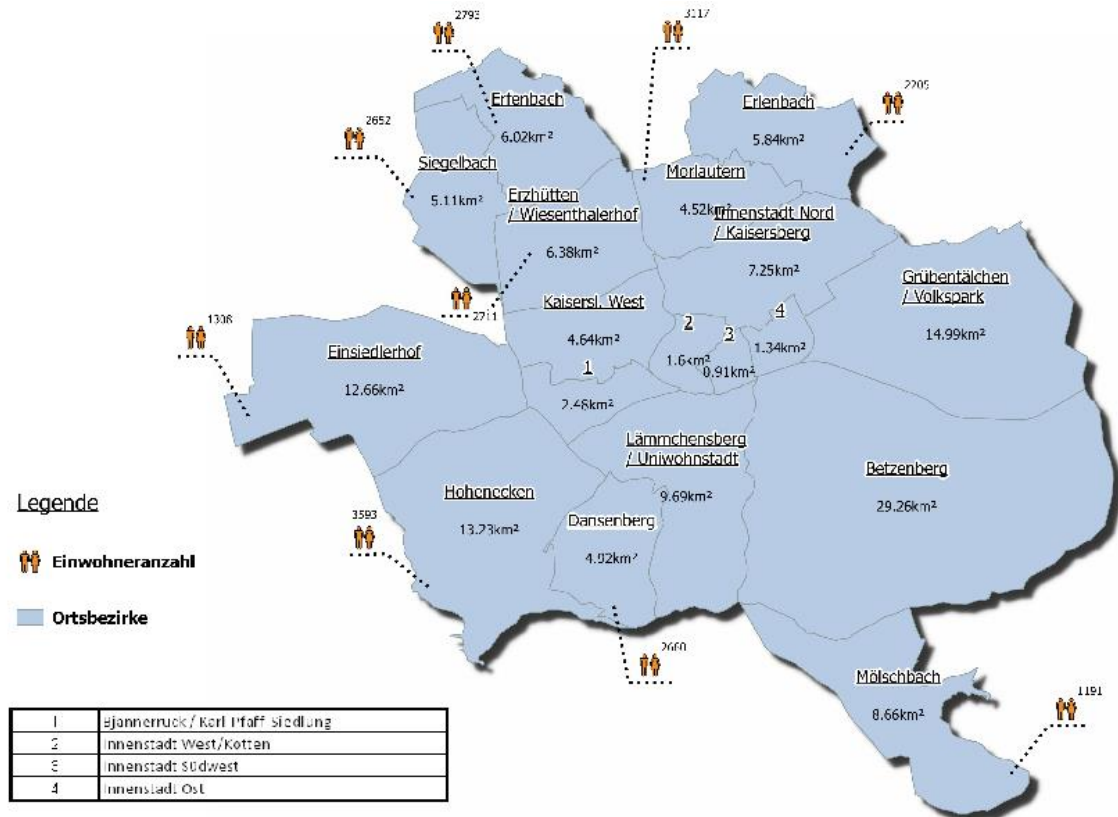 2793
3117
Erfenbach
6.02km²
Erlenbach
5.84km²
2205
2652
Siegelbach
5.11km²
Morlautern
4.52km²
Erzhütten
/ Wiesenthalerhof
6.38km²
Innenstadt Nord
/ Kaisersberg
7.25km²
Grübentälchen
/ Volkspark
14.99km²
2711
Kaisersl. West
4.64km²
1
2.48km²
2
1.6km²
3
0.91km²
4
1.34km²
1308
Einsiedlerhof
12.66km²
Lämmchensberg
/ Uniwohnstadt
9.69km²
Betzenberg
29.26km²
Hohenecken
13.23km²
3593
Dansenberg
4.92km²
2660
Mölschbach
8.66km²
1191
Legende
Einwohneranzahl
Ortsbezirke
1 Bjannerruck / Karl Pfaff Siedlung
2 Innenstadt West/Kotten
3 Innenstadt Südwest
4 Innenstadt Ost